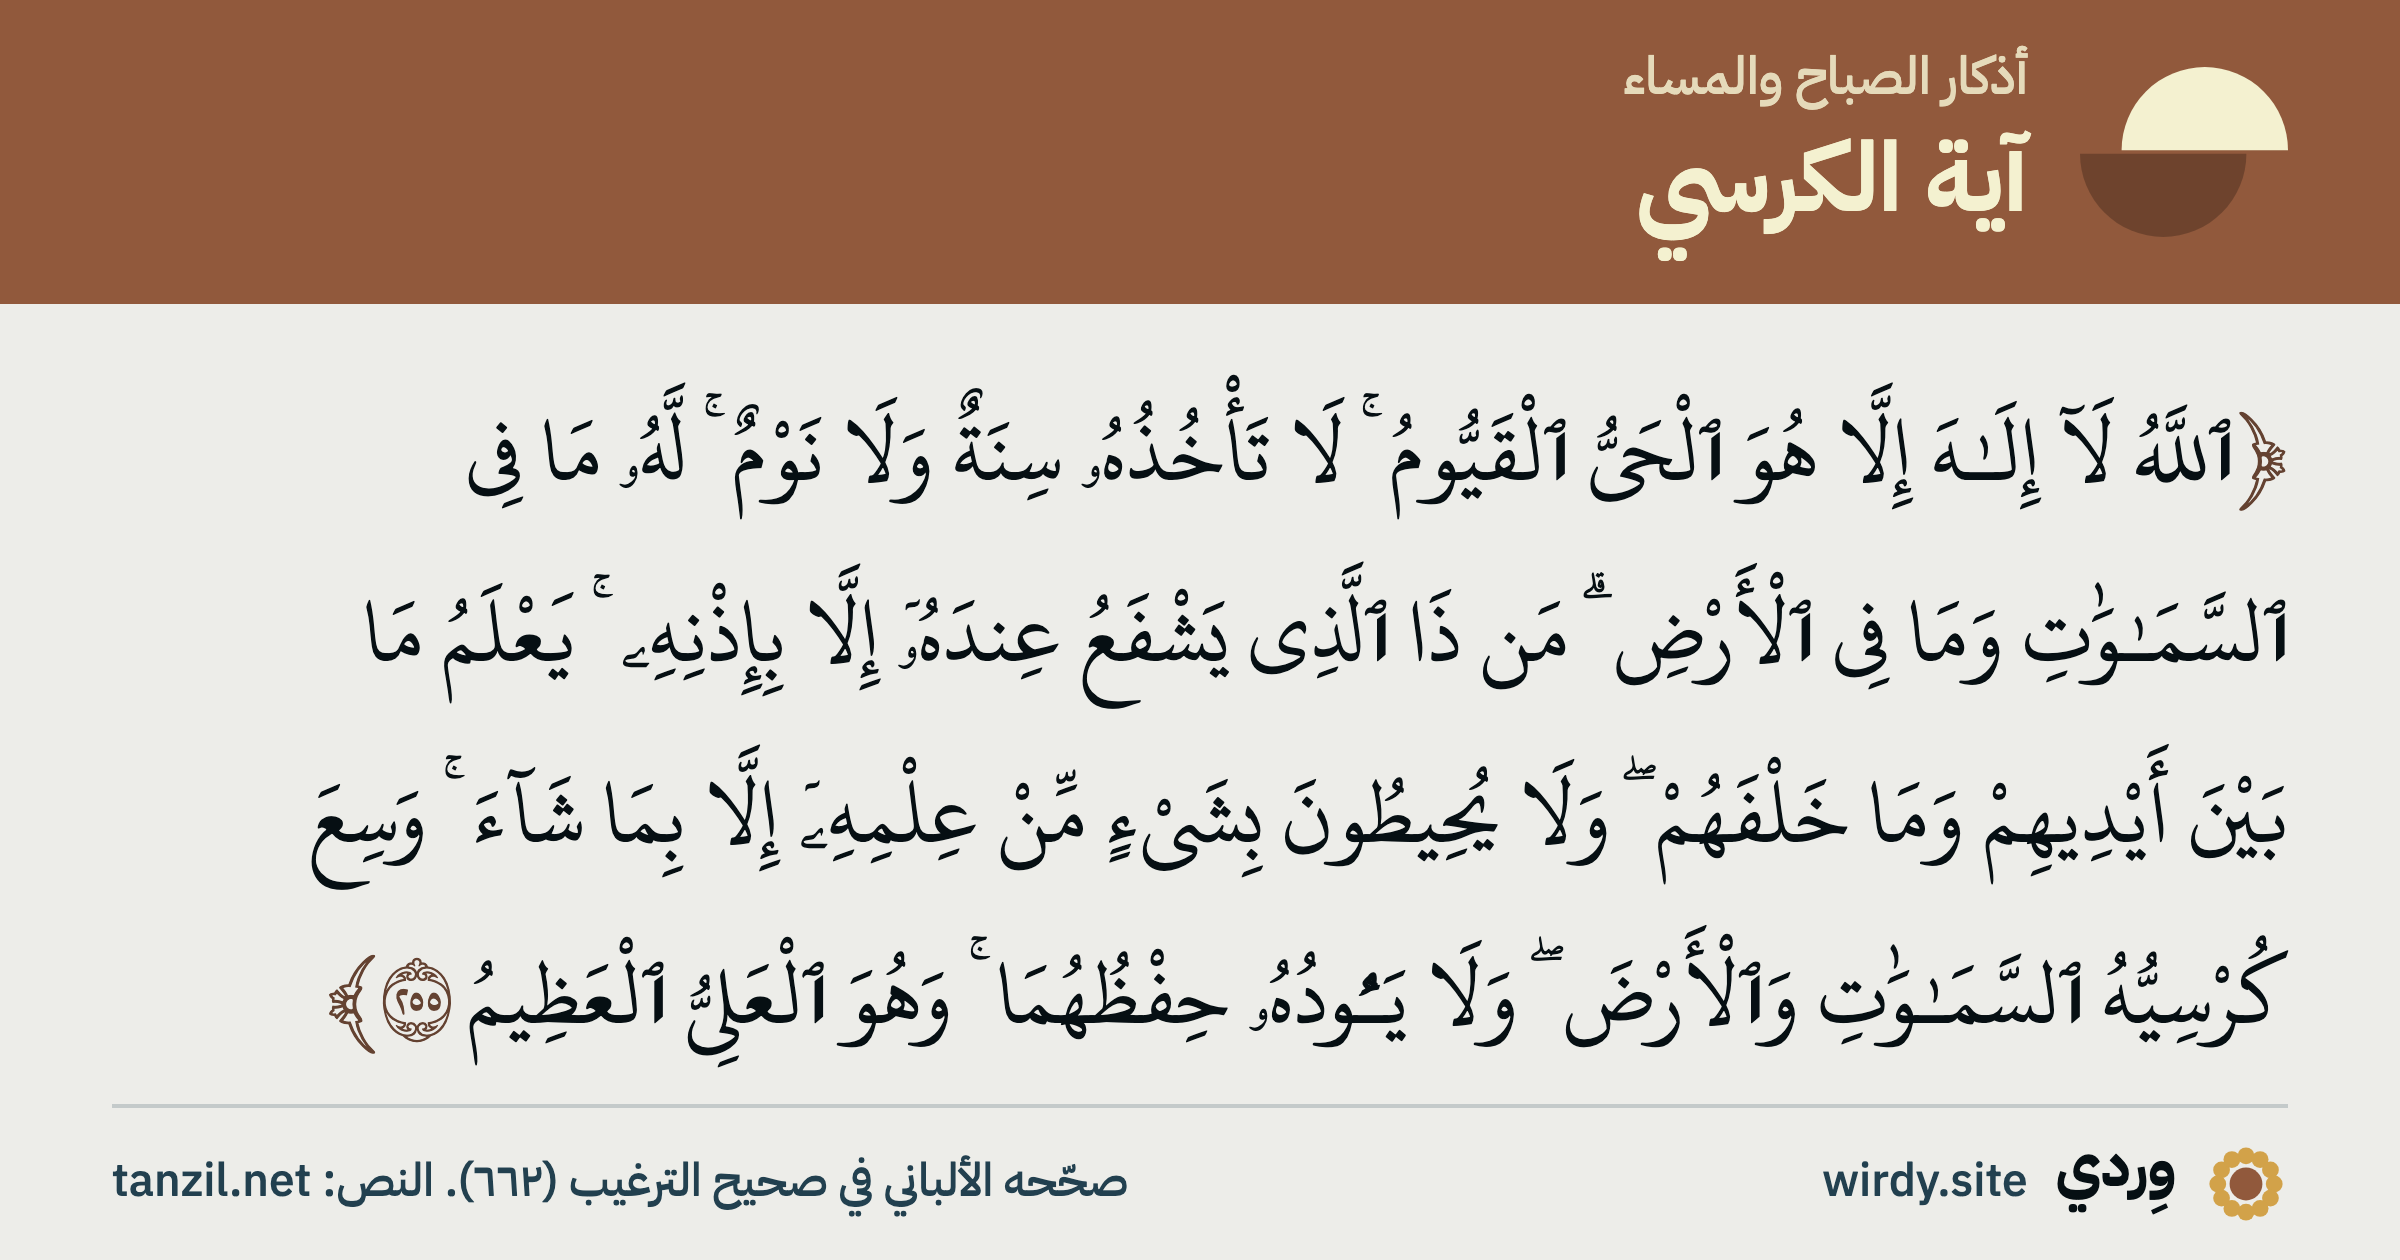 أذكار الصباح والمساء
آية الكرسي
﴿ٱللَّهُ لَآ إِلَـٰهَ إِلَّا هُوَ ٱلْحَىُّ ٱلْقَيُّومُ ۚ لَا تَأْخُذُهُۥ سِنَةٌ وَلَا نَوْمٌ ۚ لَّهُۥ مَا فِى
ٱلسَّمَـٰوَٰتِ وَمَا فِى ٱلْأَرْضِ ۗ مَن ذَا ٱلَّذِى يَشْفَعُ عِندَهُۥٓ إِلَّا بِإِذْنِهِۦ ۚ يَعْلَمُ مَا
بَيْنَ أَيْدِيهِمْ وَمَا خَلْفَهُمْ ۖ وَلَا يُحِيطُونَ بِشَىْءٍ مِّنْ عِلْمِهِۦٓ إِلَّا بِمَا شَآءَ ۚ وَسِعَ
كُرْسِيُّهُ ٱلسَّمَـٰوَٰتِ وَٱلْأَرْضَ ۖ وَلَا يَـُٔودُهُۥ حِفْظُهُمَا ۚ وَهُوَ ٱلْعَلِىُّ ٱلْعَظِيمُ ۝٢٥٥﴾
وِردي wirdy.site
صحّحه الألباني في صحيح الترغيب (٦٦٢). النص: tanzil.net